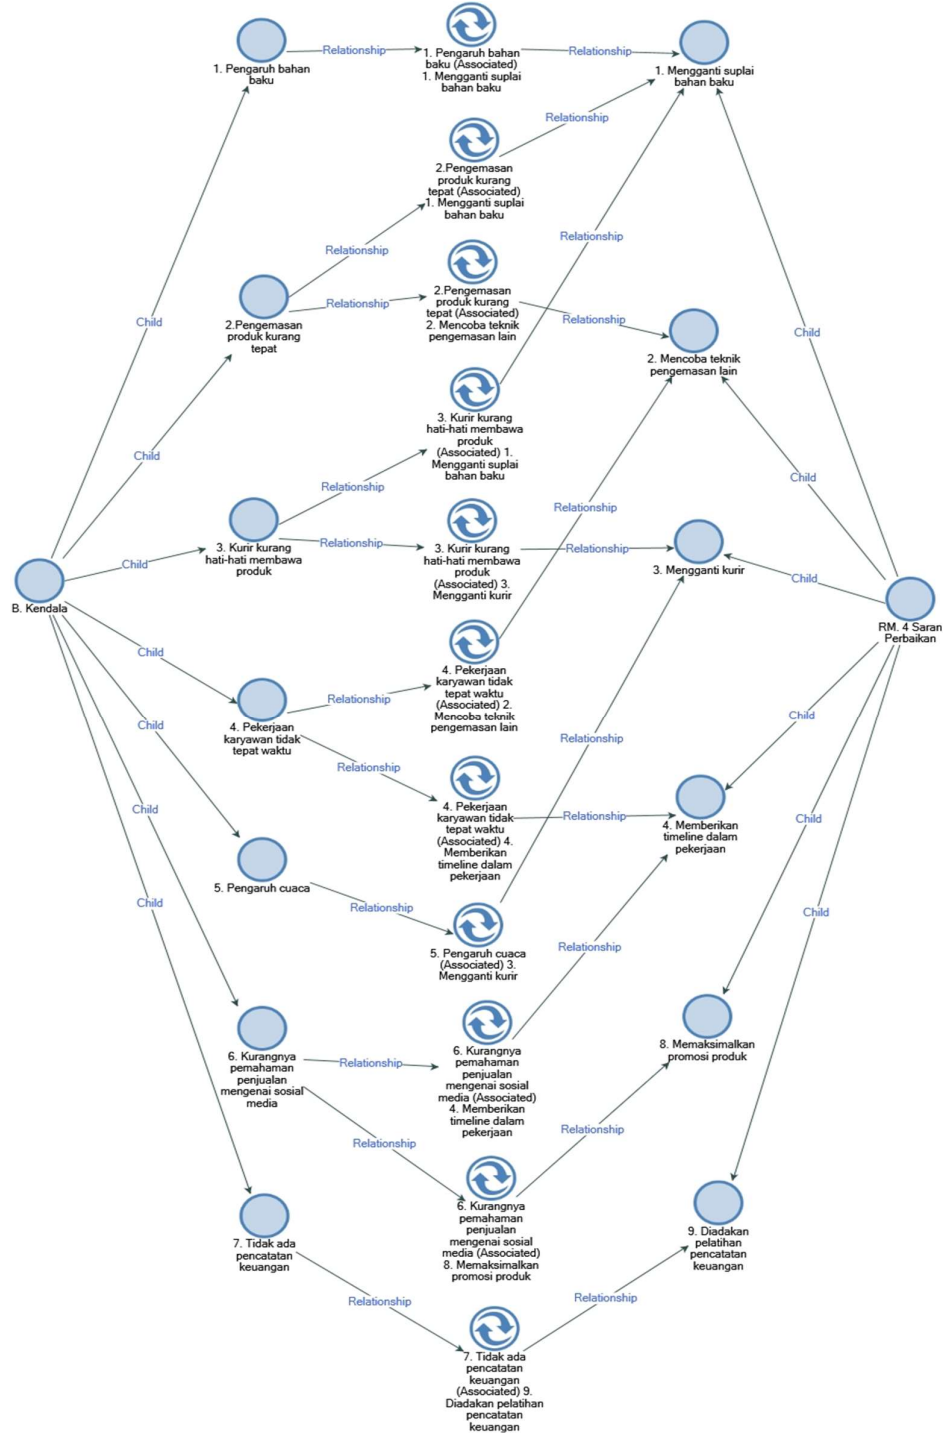 Relationship
Relationship
1. Pengaruh bahan
baku
1. Pengaruh bahan
baku (Associated)
1. Mengganti suplai
bahan baku
1. Mengganti suplai
bahan baku
Relationship
2.Pengemasan
produk kurang
tepat (Associated)
1. Mengganti suplai
bahan baku
Relationship
Relationship
Child
Relationship
2.Pengemasan
produk kurang
tepat
2.Pengemasan
produk kurang
tepat (Associated)
2. Mencoba teknik
pengemasan lain
Relationship
Child
2. Mencoba teknik
pengemasan lain
Child
3. Kurir kurang
hati-hati membawa
produk
(Associated) 1.
Mengganti suplai
bahan baku
Relationship
Child
Relationship
3. Kurir kurang
hati-hati membawa
produk
Relationship
3. Kurir kurang
hati-hati membawa
produk
(Associated) 3.
Mengganti kurir
Relationship
3. Mengganti kurir
Child
Child
B. Kendala
RM. 4 Saran
Perbaikan
Child
4. Pekerjaan
karyawan tidak
tepat waktu
Relationship
4. Pekerjaan
karyawan tidak
tepat waktu
(Associated) 2.
Mencoba teknik
pengemasan lain
Child
Child
Relationship
Relationship
4. Pekerjaan
karyawan tidak
tepat waktu
(Associated) 4.
Memberikan
timeline dalam
pekerjaan
Relationship
4. Memberikan
timeline dalam
pekerjaan
Child
Child
5. Pengaruh cuaca
Relationship
Child
Child
5. Pengaruh cuaca
(Associated) 3.
Mengganti kurir
Relationship
6. Kurangnya
pemahaman
penjualan
mengenai sosial
media
Relationship
6. Kurangnya
pemahaman
penjualan
mengenai sosial
media (Associated)
4. Memberikan
timeline dalam
pekerjaan
8. Memaksimalkan
promosi produk
Relationship
Relationship
6. Kurangnya
pemahaman
penjualan
mengenai sosial
media (Associated)
8. Memaksimalkan
promosi produk
7. Tidak ada
pencatatan
keuangan
9. Diadakan
pelatihan
pencatatan
keuangan
Relationship
Relationship
7. Tidak ada
pencatatan
keuangan
(Associated) 9.
Diadakan pelatihan
pencatatan
keuangan